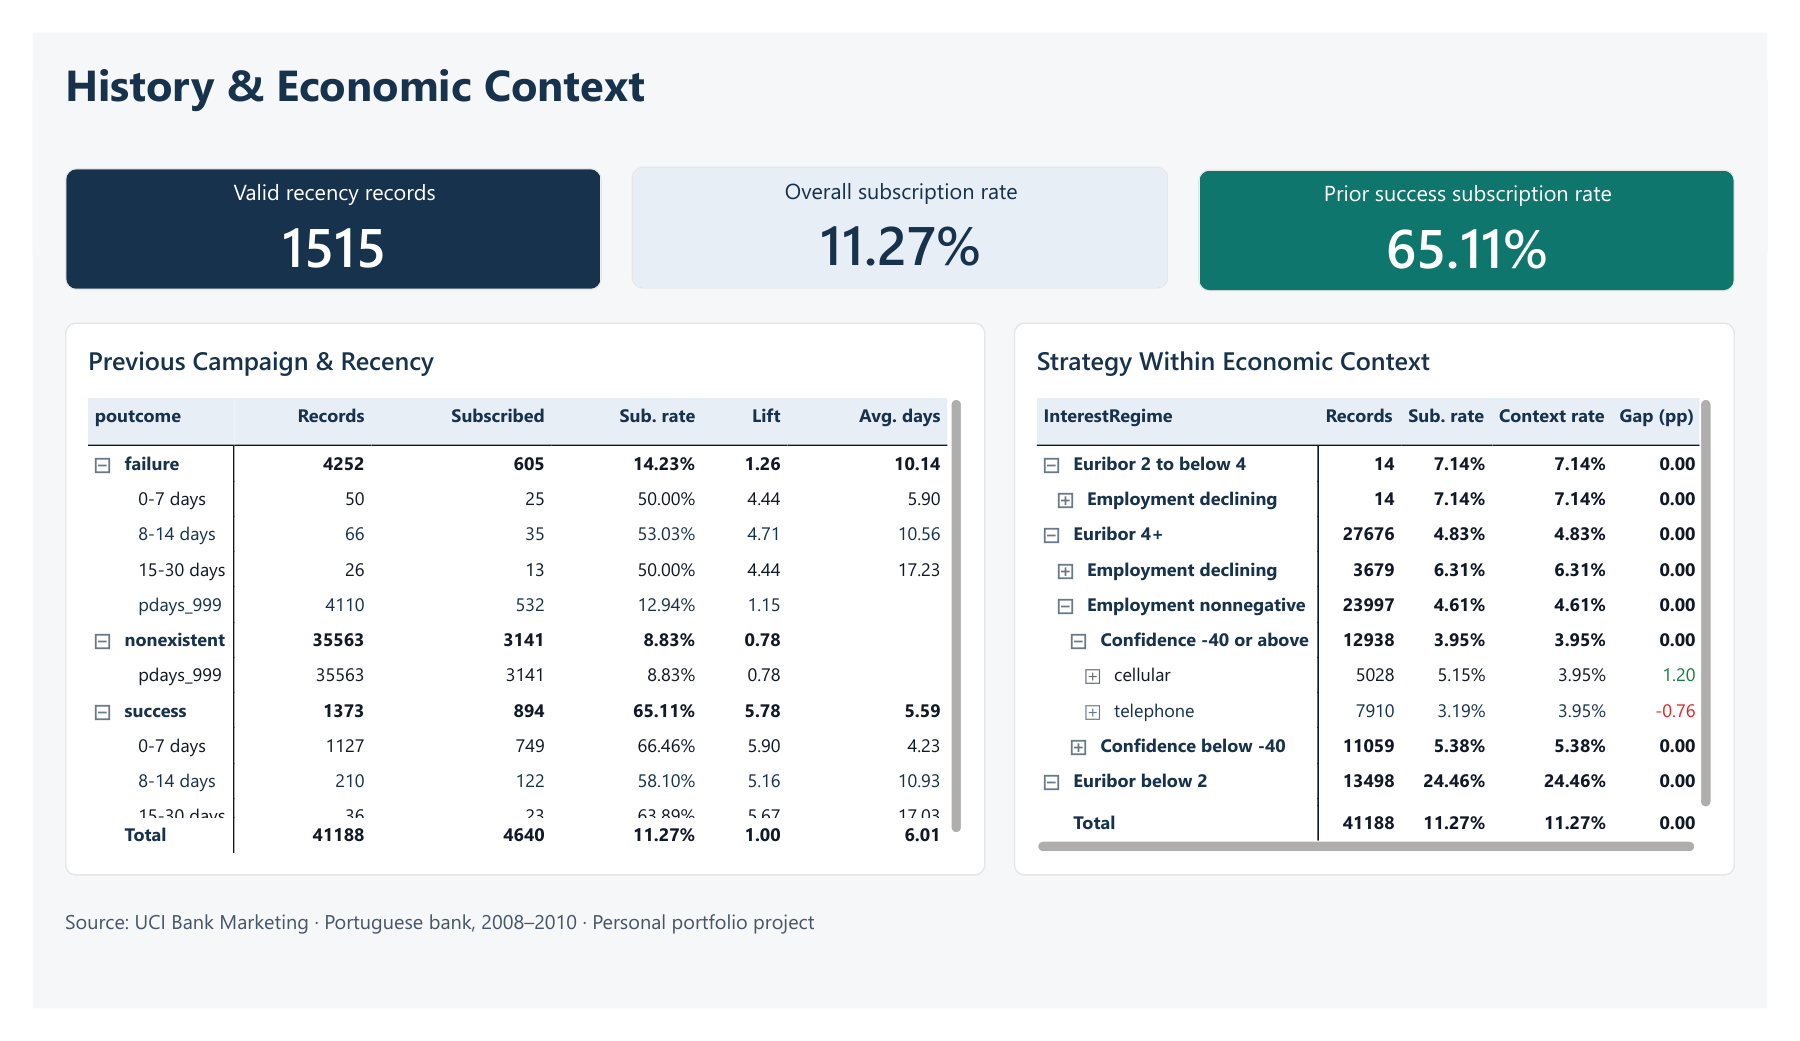 History & Economic Context
Valid recency records
1515
Overall subscription rate
11.27%
Prior success subscription rate
65.11%
Previous Campaign & Recency
poutcome Records Subscribed Sub. rate Lift Avg. days
failure 4252 605 14.23% 1.26 10.14
0-7 days 50 25 50.00% 4.44 5.90
8-14 days 66 35 53.03% 4.71 10.56
15-30 days 26 13 50.00% 4.44 17.23
pdays_999 4110 532 12.94% 1.15
nonexistent 35563 3141 8.83% 0.78
pdays_999 35563 3141 8.83% 0.78
success 1373 894 65.11% 5.78 5.59
0-7 days 1127 749 66.46% 5.90 4.23
8-14 days 210 122 58.10% 5.16 10.93
15-30 days 36 23 63.89% 5.67 17.03
Total 41188 4640 11.27% 1.00 6.01
Strategy Within Economic Context
InterestRegime Records Sub. rate Context rate Gap (pp)
Euribor 2 to below 4 14 7.14% 7.14% 0.00
Employment declining 14 7.14% 7.14% 0.00
Euribor 4+ 27676 4.83% 4.83% 0.00
Employment declining 3679 6.31% 6.31% 0.00
Employment nonnegative 23997 4.61% 4.61% 0.00
Confidence -40 or above 12938 3.95% 3.95% 0.00
cellular 5028 5.15% 3.95% 1.20
telephone 7910 3.19% 3.95% -0.76
Confidence below -40 11059 5.38% 5.38% 0.00
Euribor below 2 13498 24.46% 24.46% 0.00
Total 41188 11.27% 11.27% 0.00
Source: UCI Bank Marketing · Portuguese bank, 2008–2010 · Personal portfolio project